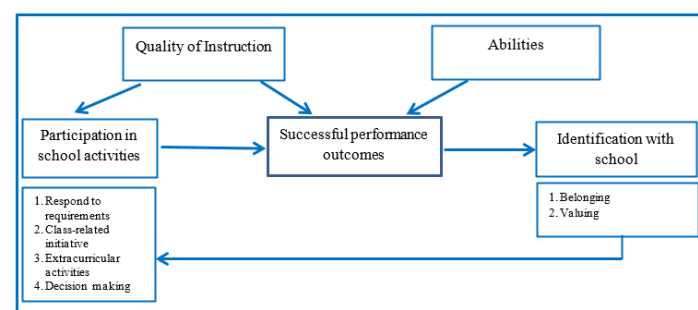 Quality of Instruction
Abilities
Participation in
school activities
Successful performance
outcomes
Identification with
school
1. Respond to
requirements
2. Class-related
initiative
3. Extracurricular
activities
4. Decision making
1. Belonging
2. Valuing